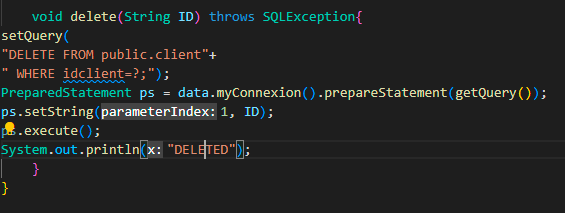 void delete(String ID) throws SQLException{
setQuery(
"DELETE FROM public.client"+
" WHERE idclient=?;");
PreparedStatement ps = data.myConnexion().prepareStatement(getQuery());
ps.setString(parameterIndex: 1, ID);
ps.execute();
System.out.println(x: "DELETED");
}
}